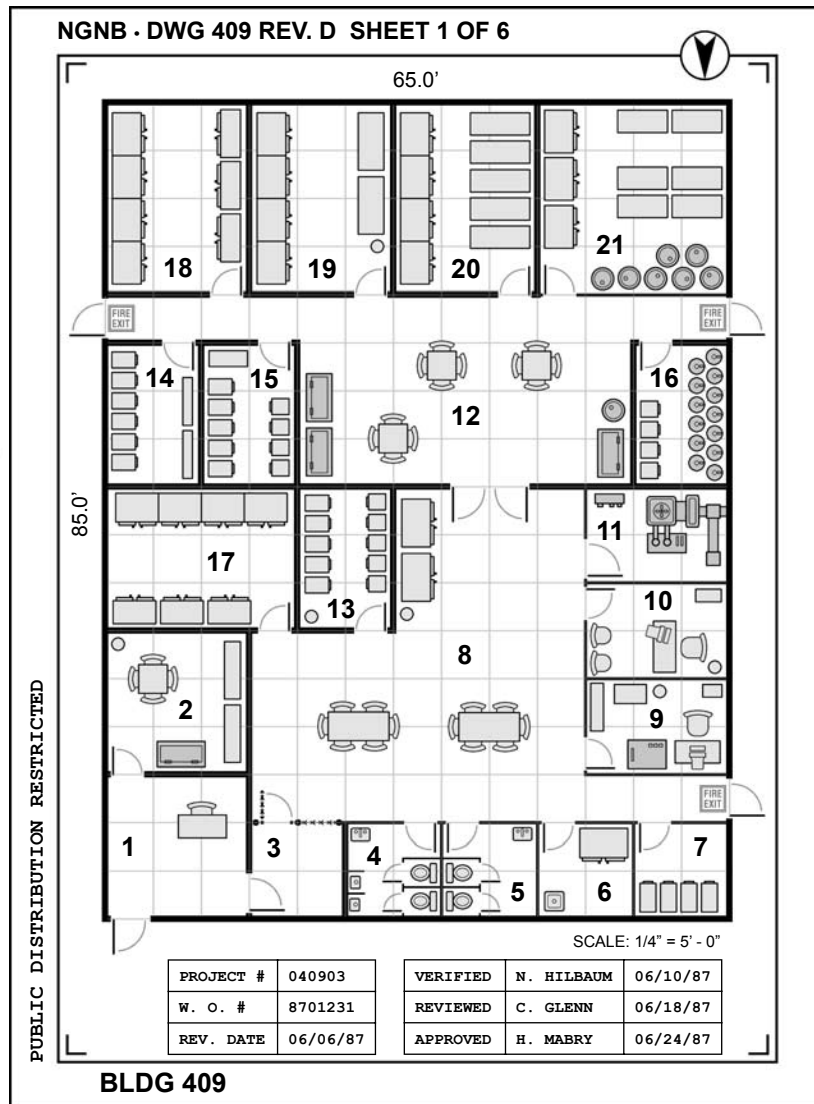 NGNB · DWG 409 REV. D SHEET 1 OF 6
65.0’
18
19
20
21
FIRE EXIT
FIRE EXIT
14
15
12
16
85.0’
17
13
11
10
8
2
9
PUBLIC DISTRIBUTION RESTRICTED
FIRE EXIT
1
3
4
5
6
7
SCALE: 1/4” = 5’ - 0”
PROJECT # 040903
W. O. # 8701231
REV. DATE 06/06/87
VERIFIED N. HILBAUM 06/10/87
REVIEWED C. GLENN 06/18/87
APPROVED H. MABRY 06/24/87
BLDG 409